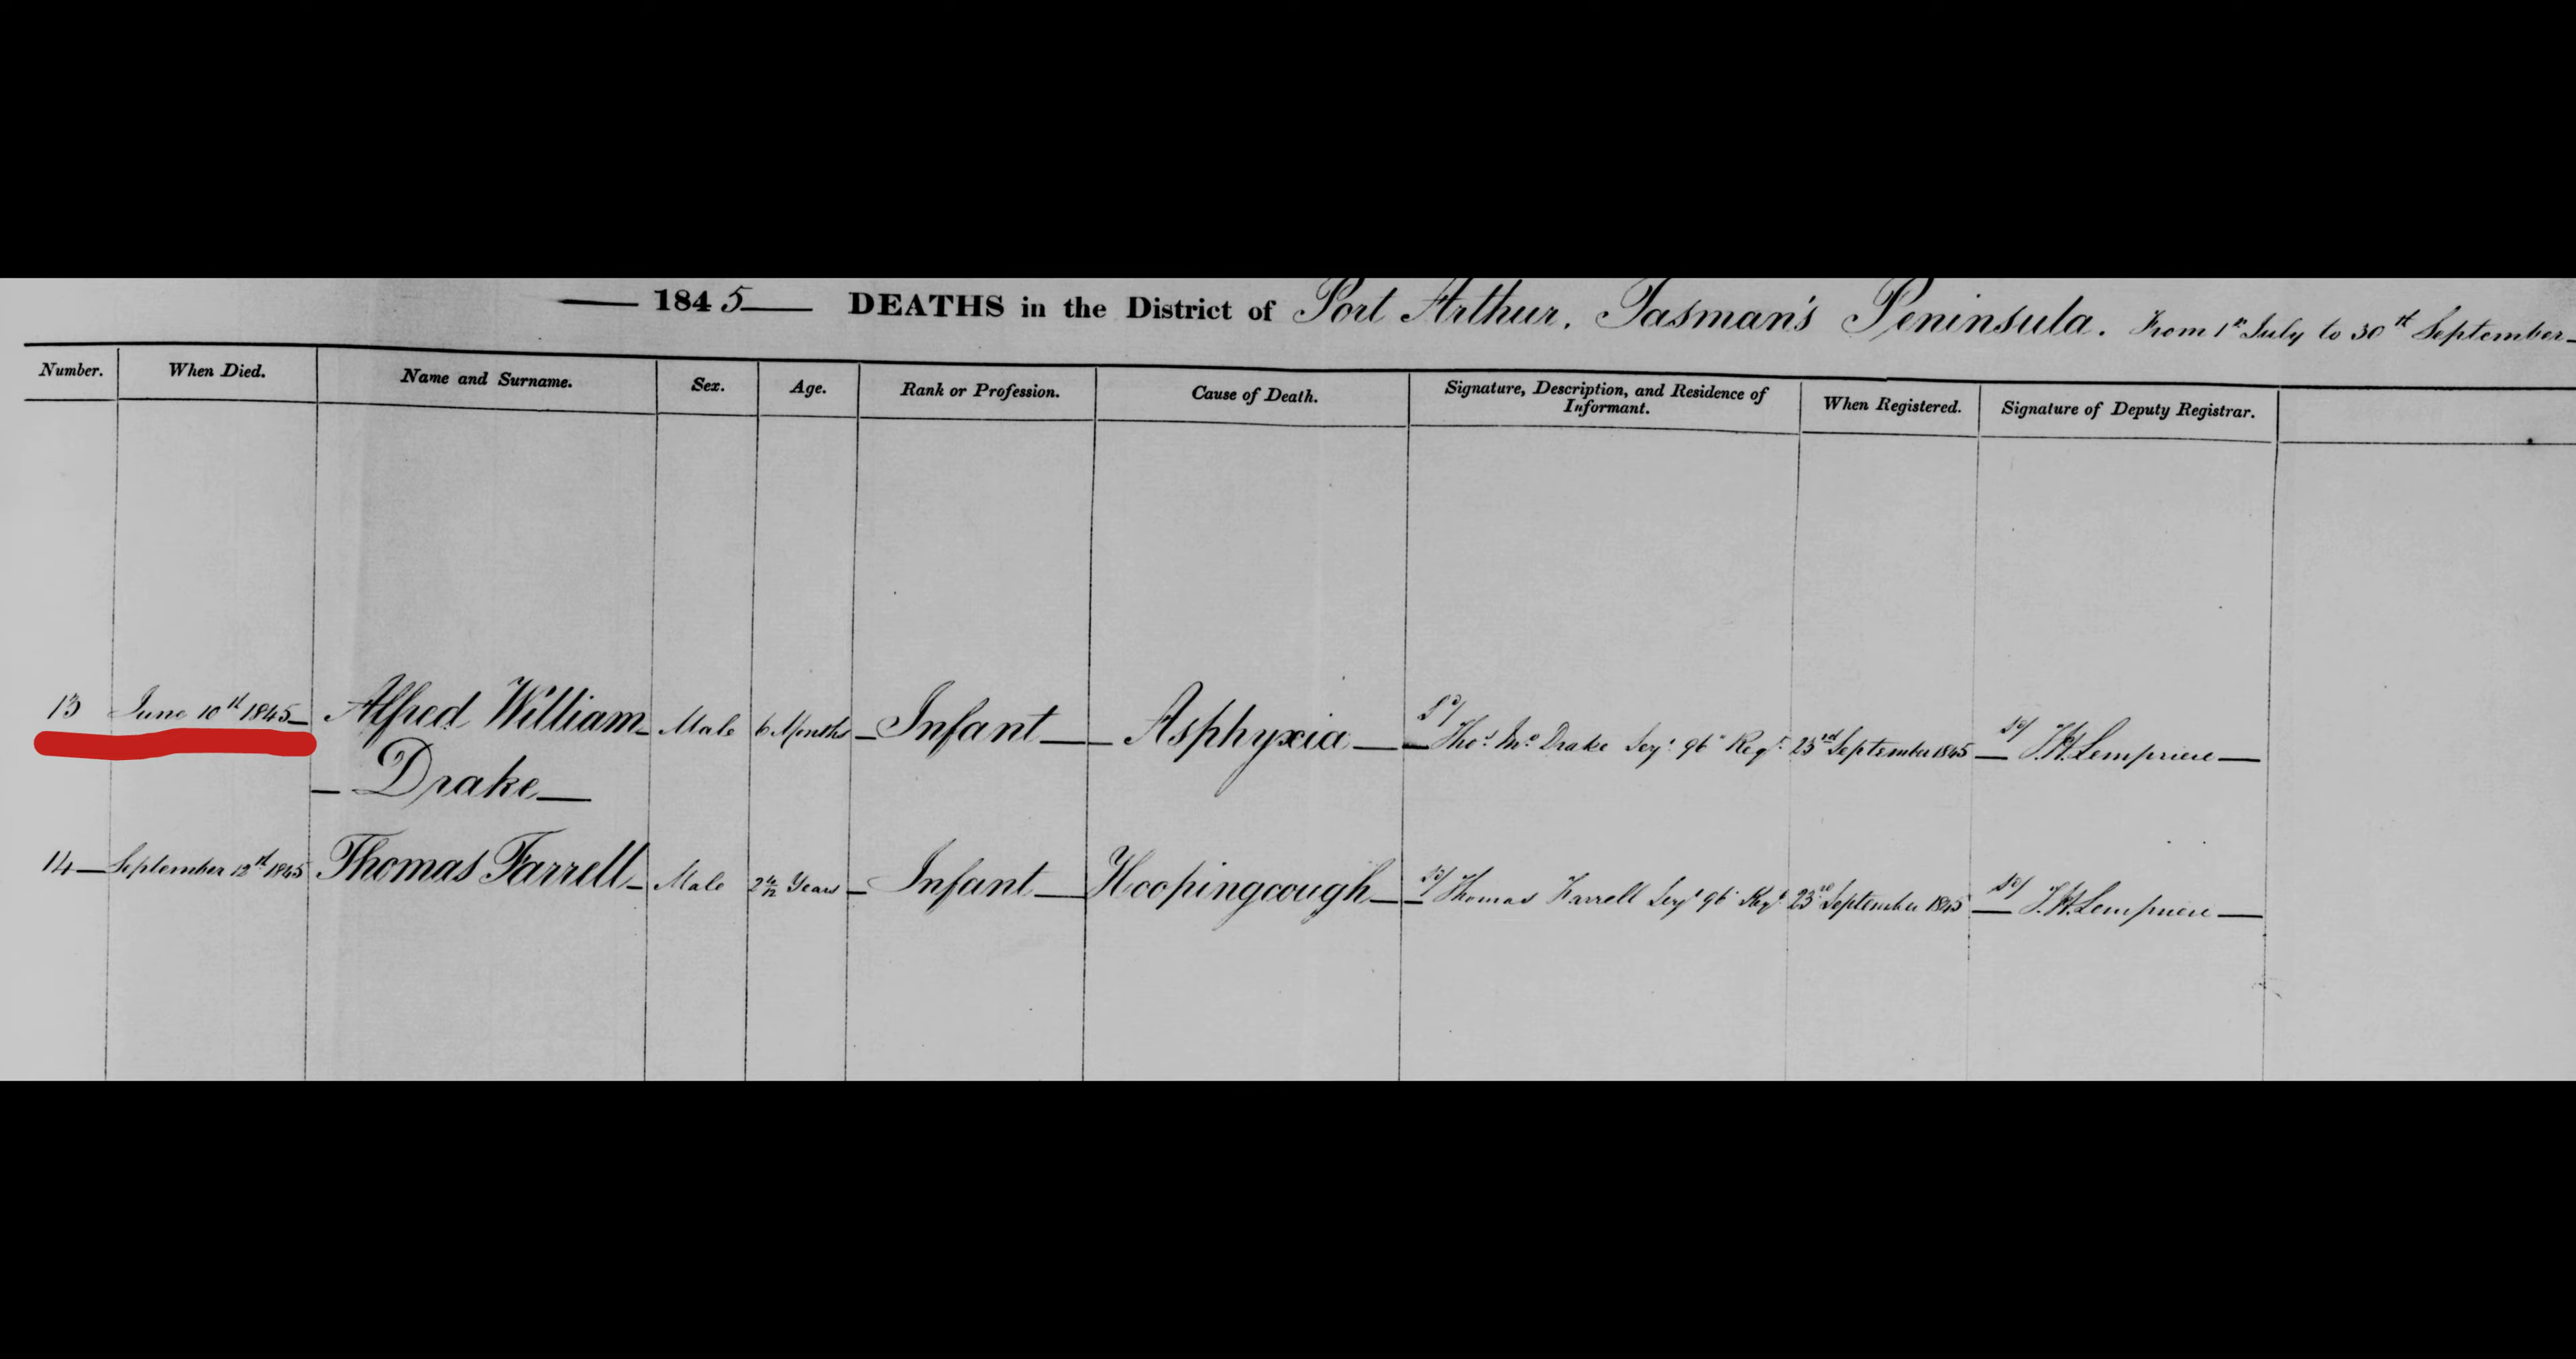 1845 DEATHS in the District of Port Arthur, Tasman's Peninsula. From 1st July to 30th September
Number. When Died. Name and Surname. Sex. Age. Rank or Profession. Cause of Death. Signature, Description, and Residence of Informant. When Registered. Signature of Deputy Registrar.
13 June 10th 1845 Alfred William Male 6 Months Infant Asphyxia Sd/ Thos. Drake Serjt 96 Regt 23rd September 1845 Sd/ T.J. Lempriere
Drake
14 September 12th 1845 Thomas Farrell Male 2 Years Infant Hoopingcough Sd/ Thomas Farrell Serjt 96 Regt 23rd September 1845 Sd/ T.J. Lempriere